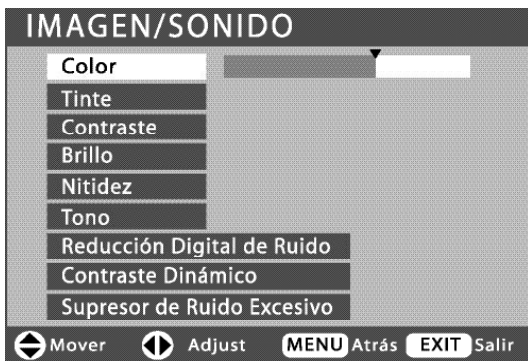 IMAGEN/SONIDO
Color
Tinte
Contraste
Brillo
Nitidez
Tono
Reducción Digital de Ruido
Contraste Dinámico
Supresor de Ruido Excesivo
Mover Adjust MENU Atrás EXIT Salir